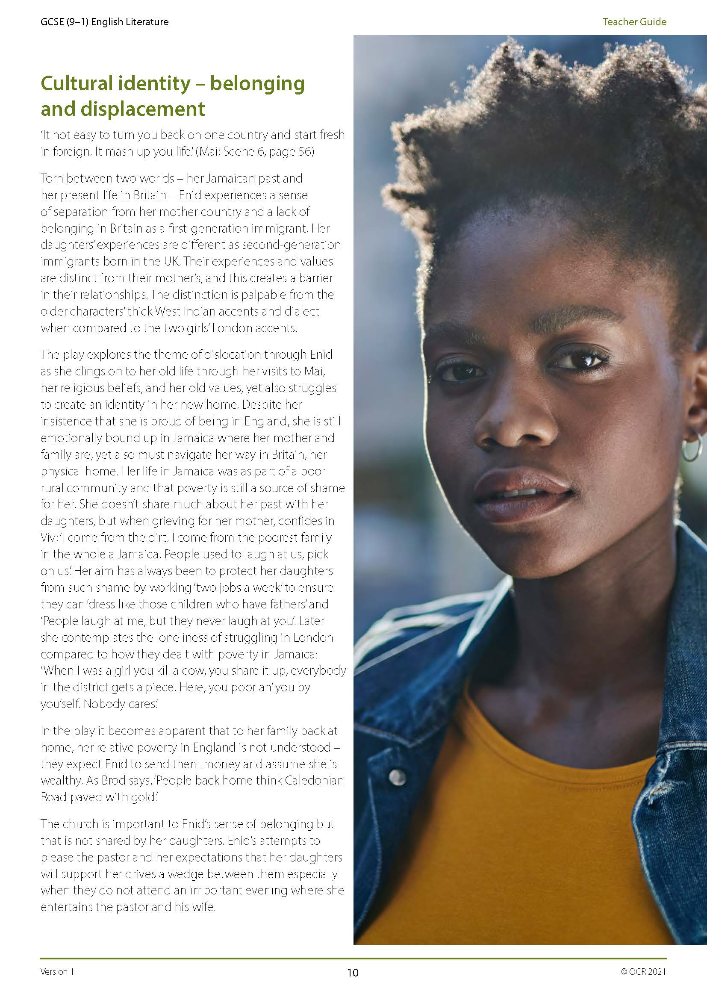 GCSE (9–1) English Literature
Teacher Guide
Cultural identity – belonging
and displacement
‘It not easy to turn you back on one country and start fresh
in foreign. It mash up you life.’ (Mai: Scene 6, page 56)
Torn between two worlds – her Jamaican past and
her present life in Britain – Enid experiences a sense
of separation from her mother country and a lack of
belonging in Britain as a first-generation immigrant. Her
daughters’ experiences are different as second-generation
immigrants born in the UK. Their experiences and values
are distinct from their mother’s, and this creates a barrier
in their relationships. The distinction is palpable from the
older characters’ thick West Indian accents and dialect
when compared to the two girls’ London accents.
The play explores the theme of dislocation through Enid
as she clings on to her old life through her visits to Mai,
her religious beliefs, and her old values, yet also struggles
to create an identity in her new home. Despite her
insistence that she is proud of being in England, she is still
emotionally bound up in Jamaica where her mother and
family are, yet also must navigate her way in Britain, her
physical home. Her life in Jamaica was as part of a poor
rural community and that poverty is still a source of shame
for her. She doesn’t share much about her past with her
daughters, but when grieving for her mother, confides in
Viv: ‘I come from the dirt. I come from the poorest family
in the whole a Jamaica. People used to laugh at us, pick
on us.’ Her aim has always been to protect her daughters
from such shame by working ‘two jobs a week’ to ensure
they can ‘dress like those children who have fathers’ and
‘People laugh at me, but they never laugh at you’. Later
she contemplates the loneliness of struggling in London
compared to how they dealt with poverty in Jamaica:
‘When I was a girl you kill a cow, you share it up, everybody
in the district gets a piece. Here, you poor an’ you by
you’self. Nobody cares.’
In the play it becomes apparent that to her family back at
home, her relative poverty in England is not understood –
they expect Enid to send them money and assume she is
wealthy. As Brod says, ‘People back home think Caledonian
Road paved with gold.’
The church is important to Enid’s sense of belonging but
that is not shared by her daughters. Enid’s attempts to
please the pastor and her expectations that her daughters
will support her drives a wedge between them especially
when they do not attend an important evening where she
entertains the pastor and his wife.
Version 1
10
© OCR 2021